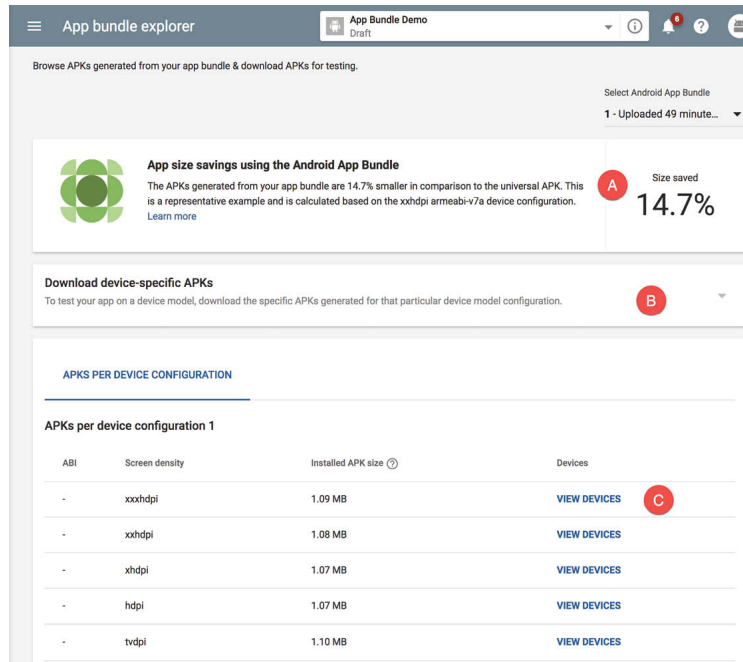 App bundle explorer
App Bundle Demo
Draft
6
Browse APKs generated from your app bundle & download APKs for testing.
Select Android App Bundle
1 - Uploaded 49 minute...
App size savings using the Android App Bundle
The APKs generated from your app bundle are 14.7% smaller in comparison to the universal APK. This
is a representative example and is calculated based on the xxhdpi armeabi-v7a device configuration.
Learn more
A
Size saved
14.7%
Download device-specific APKs
To test your app on a device model, download the specific APKs generated for that particular device model configuration.
B
APKS PER DEVICE CONFIGURATION
APKs per device configuration 1
ABI Screen density Installed APK size Devices
- xxxhdpi 1.09 MB VIEW DEVICES C
- xxhdpi 1.08 MB VIEW DEVICES
- xhdpi 1.07 MB VIEW DEVICES
- hdpi 1.07 MB VIEW DEVICES
- tvdpi 1.10 MB VIEW DEVICES